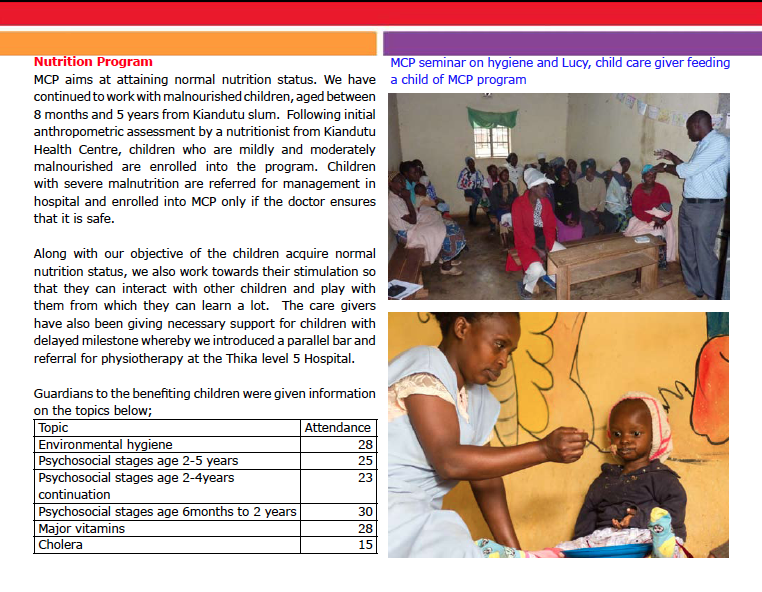 Nutrition Program
MCP aims at attaining normal nutrition status. We have
continued to work with malnourished children, aged between
8 months and 5 years from Kiandutu slum. Following initial
anthropometric assessment by a nutritionist from Kiandutu
Health Centre, children who are mildly and moderately
malnourished are enrolled into the program. Children
with severe malnutrition are referred for management in
hospital and enrolled into MCP only if the doctor ensures
that it is safe.
Along with our objective of the children acquire normal
nutrition status, we also work towards their stimulation so
that they can interact with other children and play with
them from which they can learn a lot. The care givers
have also been giving necessary support for children with
delayed milestone whereby we introduced a parallel bar and
referral for physiotherapy at the Thika level 5 Hospital.
Guardians to the benefiting children were given information
on the topics below;
Topic Attendance
Environmental hygiene 28
Psychosocial stages age 2-5 years 25
Psychosocial stages age 2-4years 23
continuation
Psychosocial stages age 6months to 2 years 30
Major vitamins 28
Cholera 15
MCP seminar on hygiene and Lucy, child care giver feeding
a child of MCP program